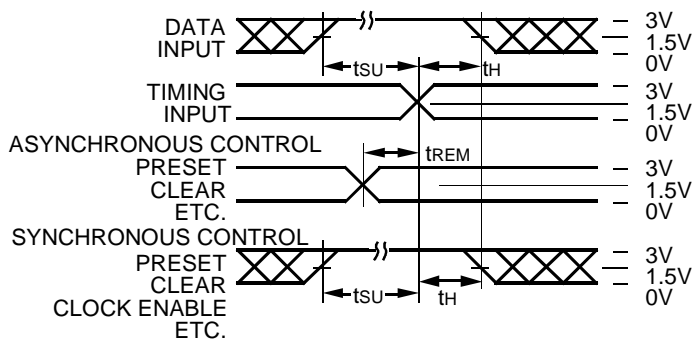 DATA
INPUT
tSU
tH
3V
1.5V
0V
TIMING
INPUT
3V
1.5V
0V
ASYNCHRONOUS CONTROL
PRESET
CLEAR
ETC.
tREM
3V
1.5V
0V
SYNCHRONOUS CONTROL
PRESET
CLEAR
CLOCK ENABLE
ETC.
tSU
tH
3V
1.5V
0V